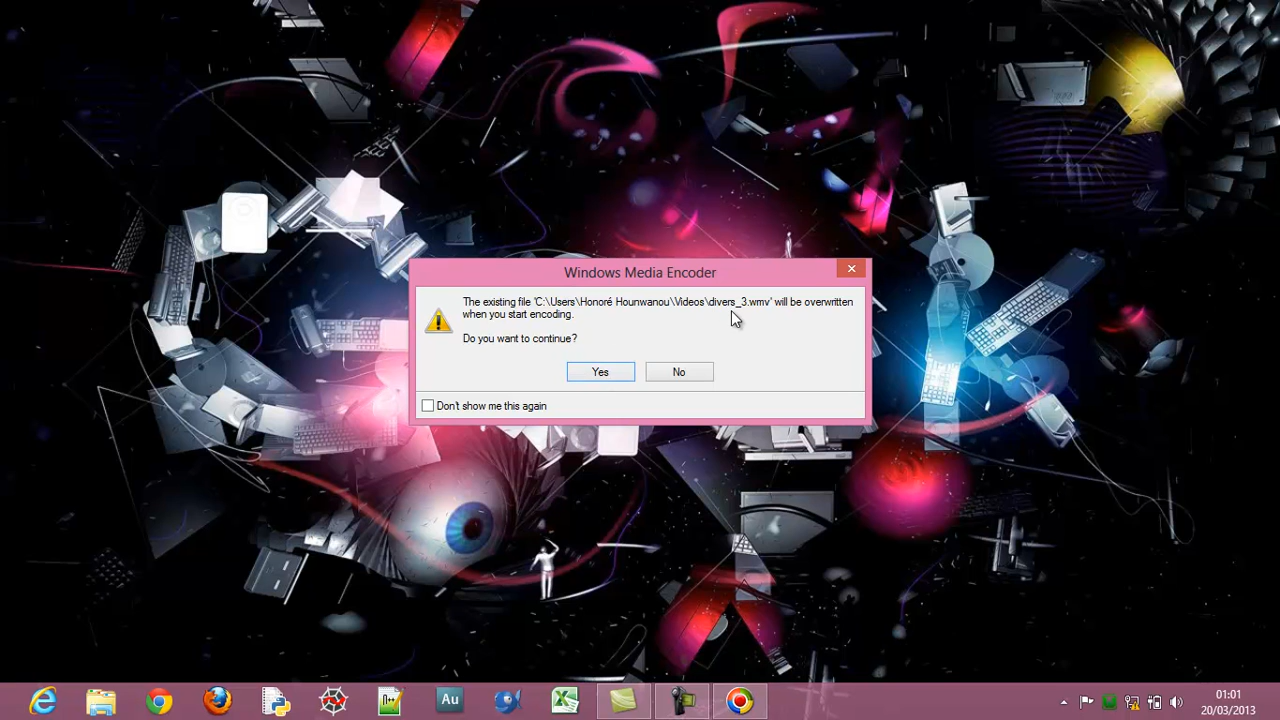 Windows Media Encoder
The existing file 'C:\Users\Honoré Hounwanou\Videos\divers_3.wmv' will be overwritten
when you start encoding.
Do you want to continue?
Yes
No
Don't show me this again
Au
01:01
20/03/2013